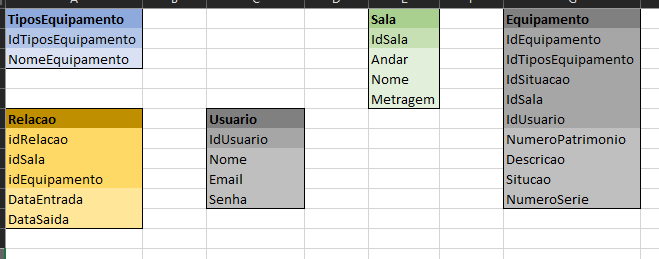 TiposEquipamento
IdTiposEquipamento
NomeEquipamento
Sala
IdSala
Andar
Nome
Metragem
Equipamento
IdEquipamento
IdTiposEquipamento
IdSituacao
IdSala
IdUsuario
NumeroPatrimonio
Descricao
Situcao
NumeroSerie
Relacao
idRelacao
idSala
idEquipamento
DataEntrada
DataSaida
Usuario
IdUsuario
Nome
Email
Senha